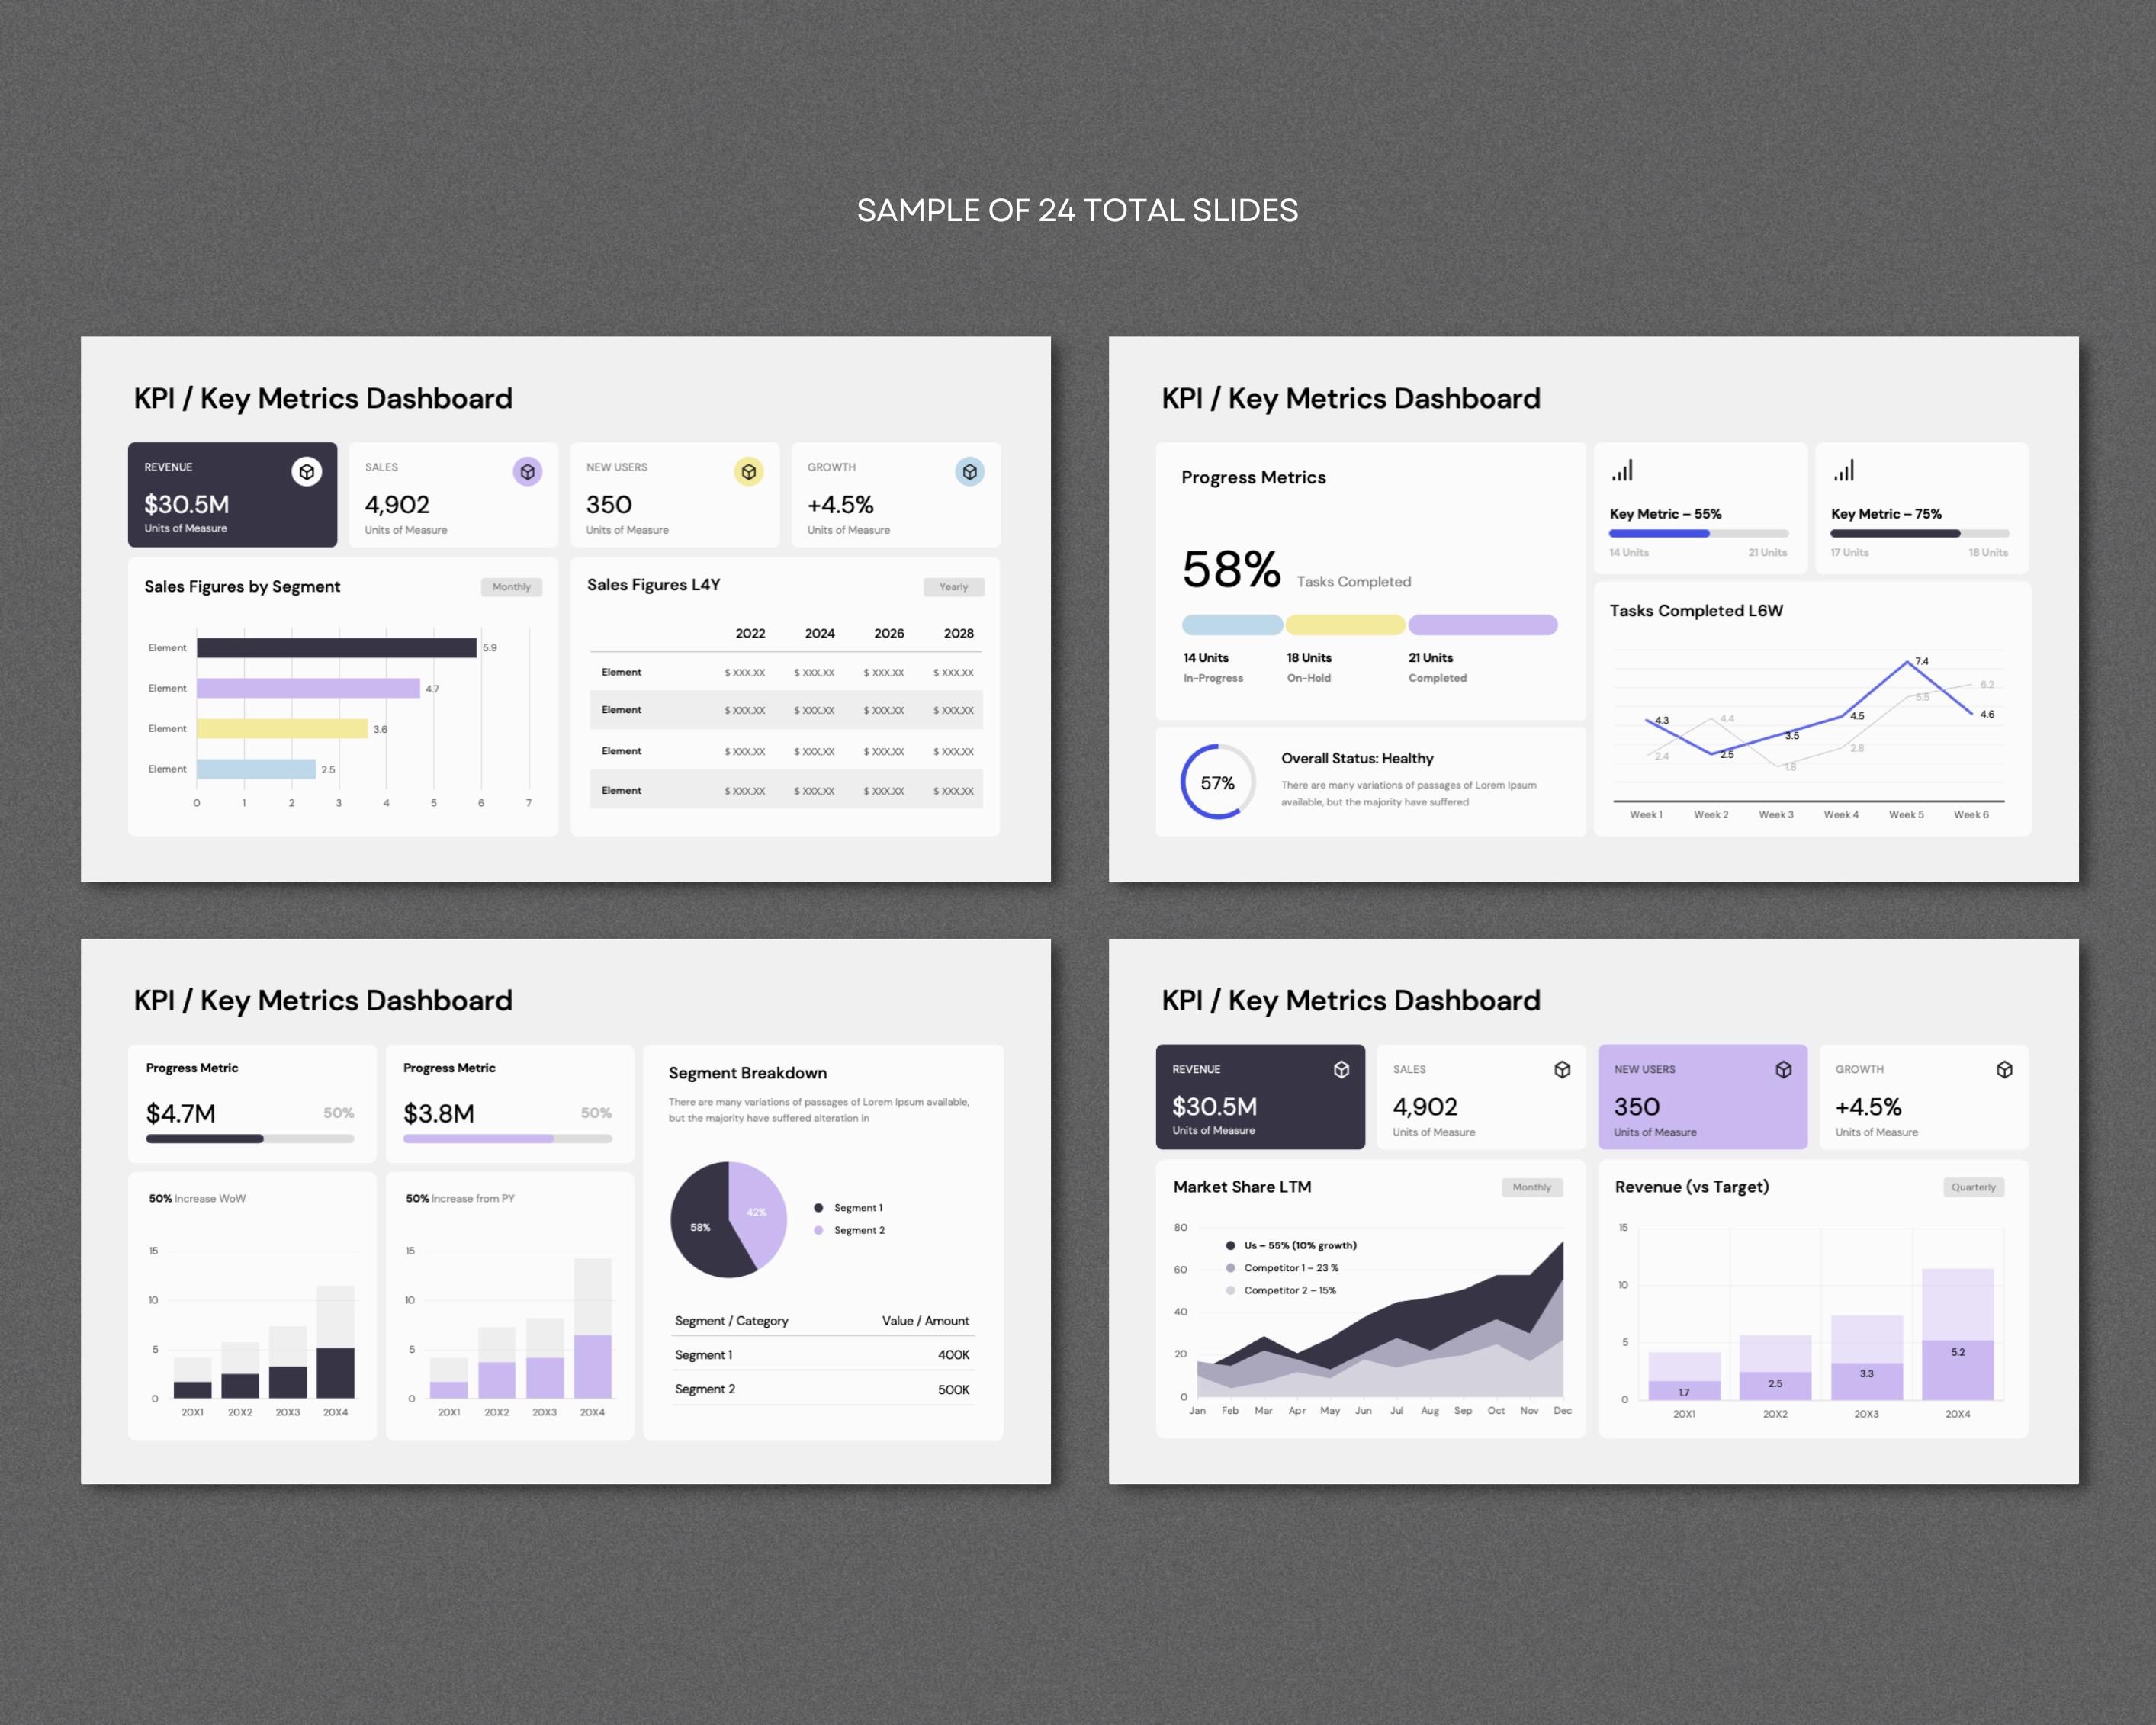 SAMPLE OF 24 TOTAL SLIDES
KPI / Key Metrics Dashboard
REVENUE
$30.5M
Units of Measure
SALES
4,902
Units of Measure
NEW USERS
350
Units of Measure
GROWTH
+4.5%
Units of Measure
Sales Figures by Segment
Monthly
Element 5.9
Element 4.7
Element 3.6
Element 2.5
0 1 2 3 4 5 6 7
Sales Figures L4Y
Yearly
2022 2024 2026 2028
Element $ XXX.XX $ XXX.XX $ XXX.XX $ XXX.XX
Element $ XXX.XX $ XXX.XX $ XXX.XX $ XXX.XX
Element $ XXX.XX $ XXX.XX $ XXX.XX $ XXX.XX
Element $ XXX.XX $ XXX.XX $ XXX.XX $ XXX.XX
KPI / Key Metrics Dashboard
Progress Metrics
58% Tasks Completed
14 Units 18 Units 21 Units
In-Progress On-Hold Completed
57%
Overall Status: Healthy
There are many variations of passages of Lorem Ipsum
available, but the majority have suffered
Key Metric – 55%
14 Units 21 Units
Key Metric – 75%
17 Units 18 Units
Tasks Completed L6W
4.3 2.5 3.5 4.5 7.4 4.6
2.4 4.4 1.8 2.8 5.5 6.2
Week 1 Week 2 Week 3 Week 4 Week 5 Week 6
KPI / Key Metrics Dashboard
Progress Metric
$4.7M 50%
Progress Metric
$3.8M 50%
50% Increase WoW
15
10
5
0
20X1 20X2 20X3 20X4
50% Increase from PY
15
10
5
0
20X1 20X2 20X3 20X4
Segment Breakdown
There are many variations of passages of Lorem Ipsum available,
but the majority have suffered alteration in
58% 42%
Segment 1
Segment 2
Segment / Category Value / Amount
Segment 1 400K
Segment 2 500K
KPI / Key Metrics Dashboard
REVENUE
$30.5M
Units of Measure
SALES
4,902
Units of Measure
NEW USERS
350
Units of Measure
GROWTH
+4.5%
Units of Measure
Market Share LTM
Monthly
80
60
40
20
0
Us – 55% (10% growth)
Competitor 1 – 23 %
Competitor 2 – 15%
Jan Feb Mar Apr May Jun Jul Aug Sep Oct Nov Dec
Revenue (vs Target)
Quarterly
15
10
5
0
1.7 2.5 3.3 5.2
20X1 20X2 20X3 20X4